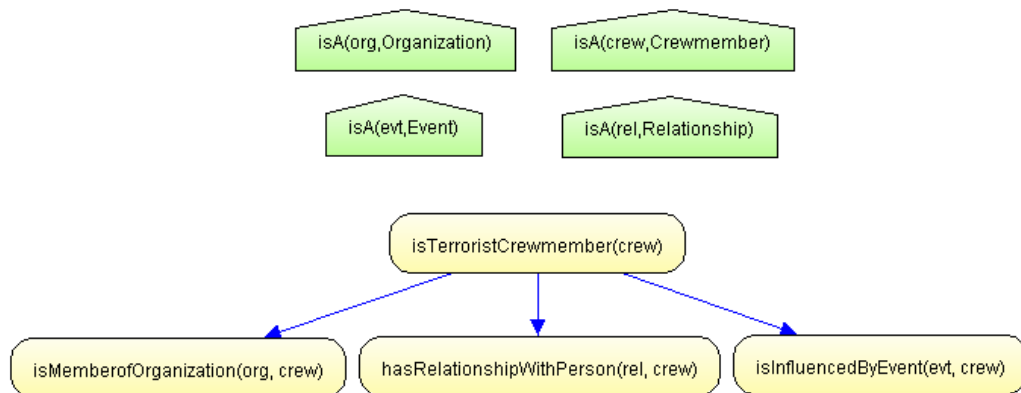 isA(org,Organization)
isA(crew,Crewmember)
isA(evt,Event)
isA(rel,Relationship)
isTerroristCrewmember(crew)
isMemberofOrganization(org, crew)
hasRelationshipWithPerson(rel, crew)
isInfluencedByEvent(evt, crew)